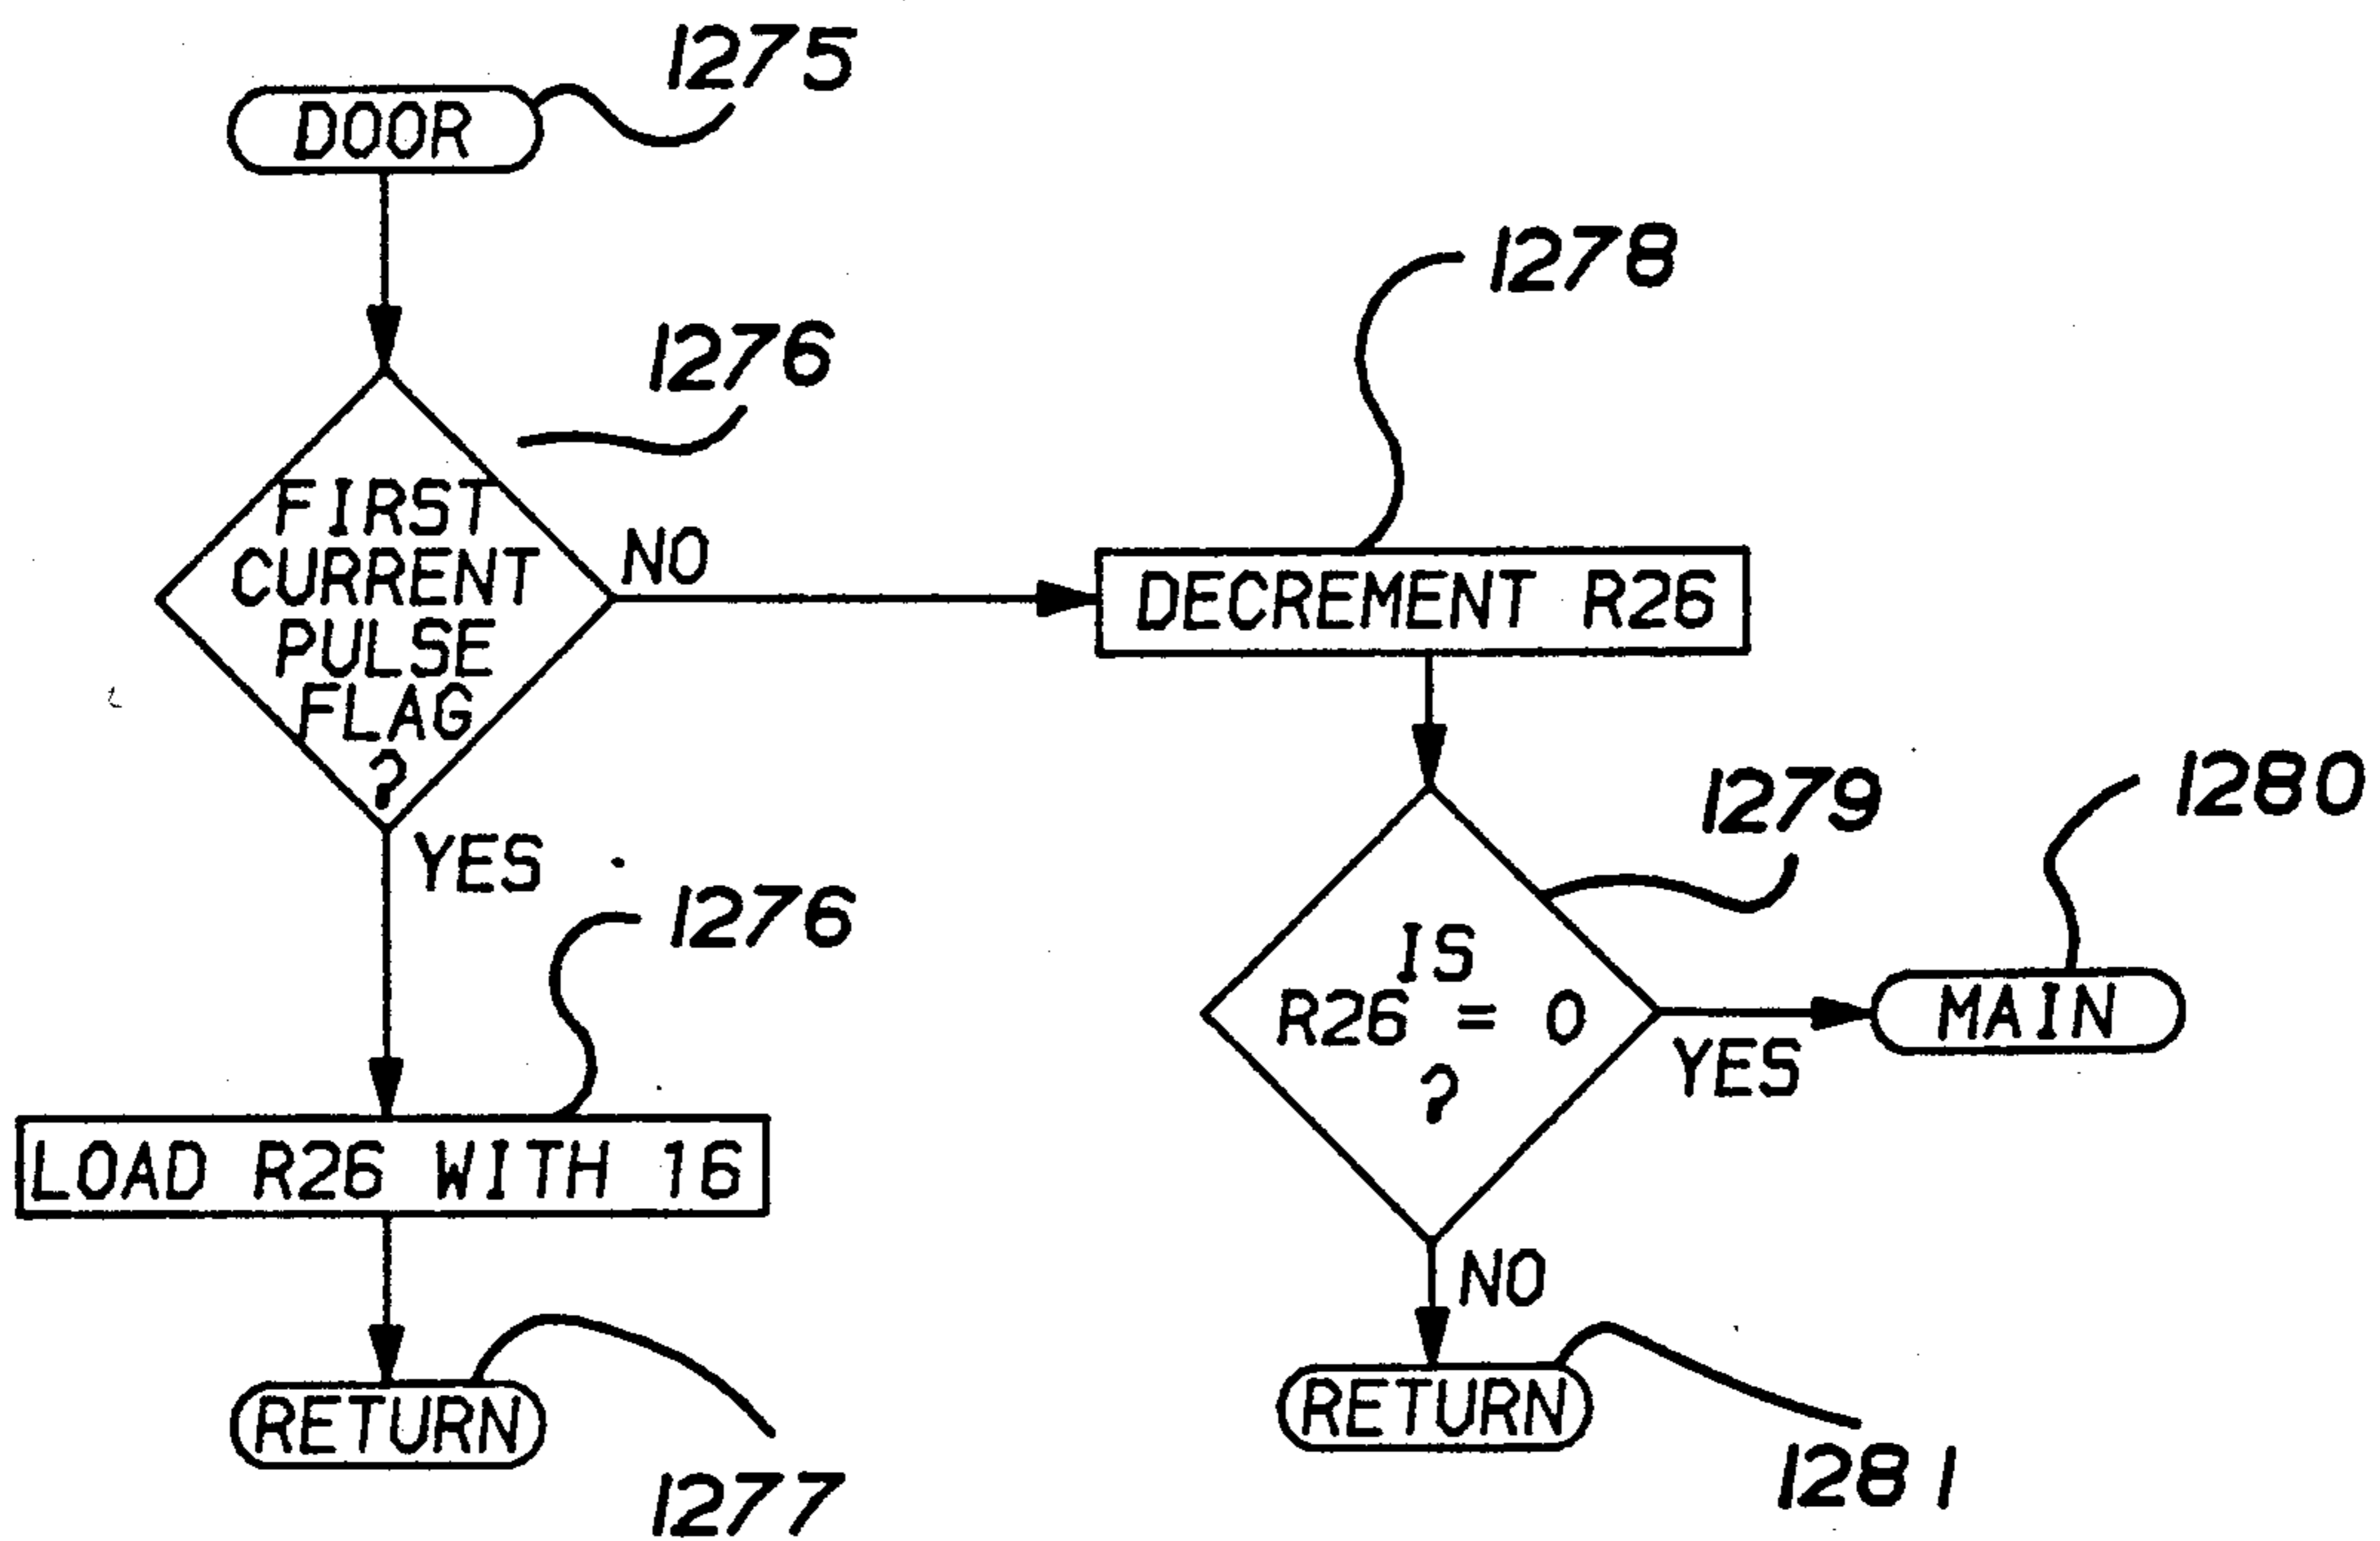 1275
DOOR
1276
FIRST
CURRENT
PULSE
FLAG
?
NO
YES
1278
DECREMENT R26
1279
IS
R26 = 0
?
YES
1280
MAIN
NO
RETURN
1281
1276
LOAD R26 WITH 16
RETURN
1277